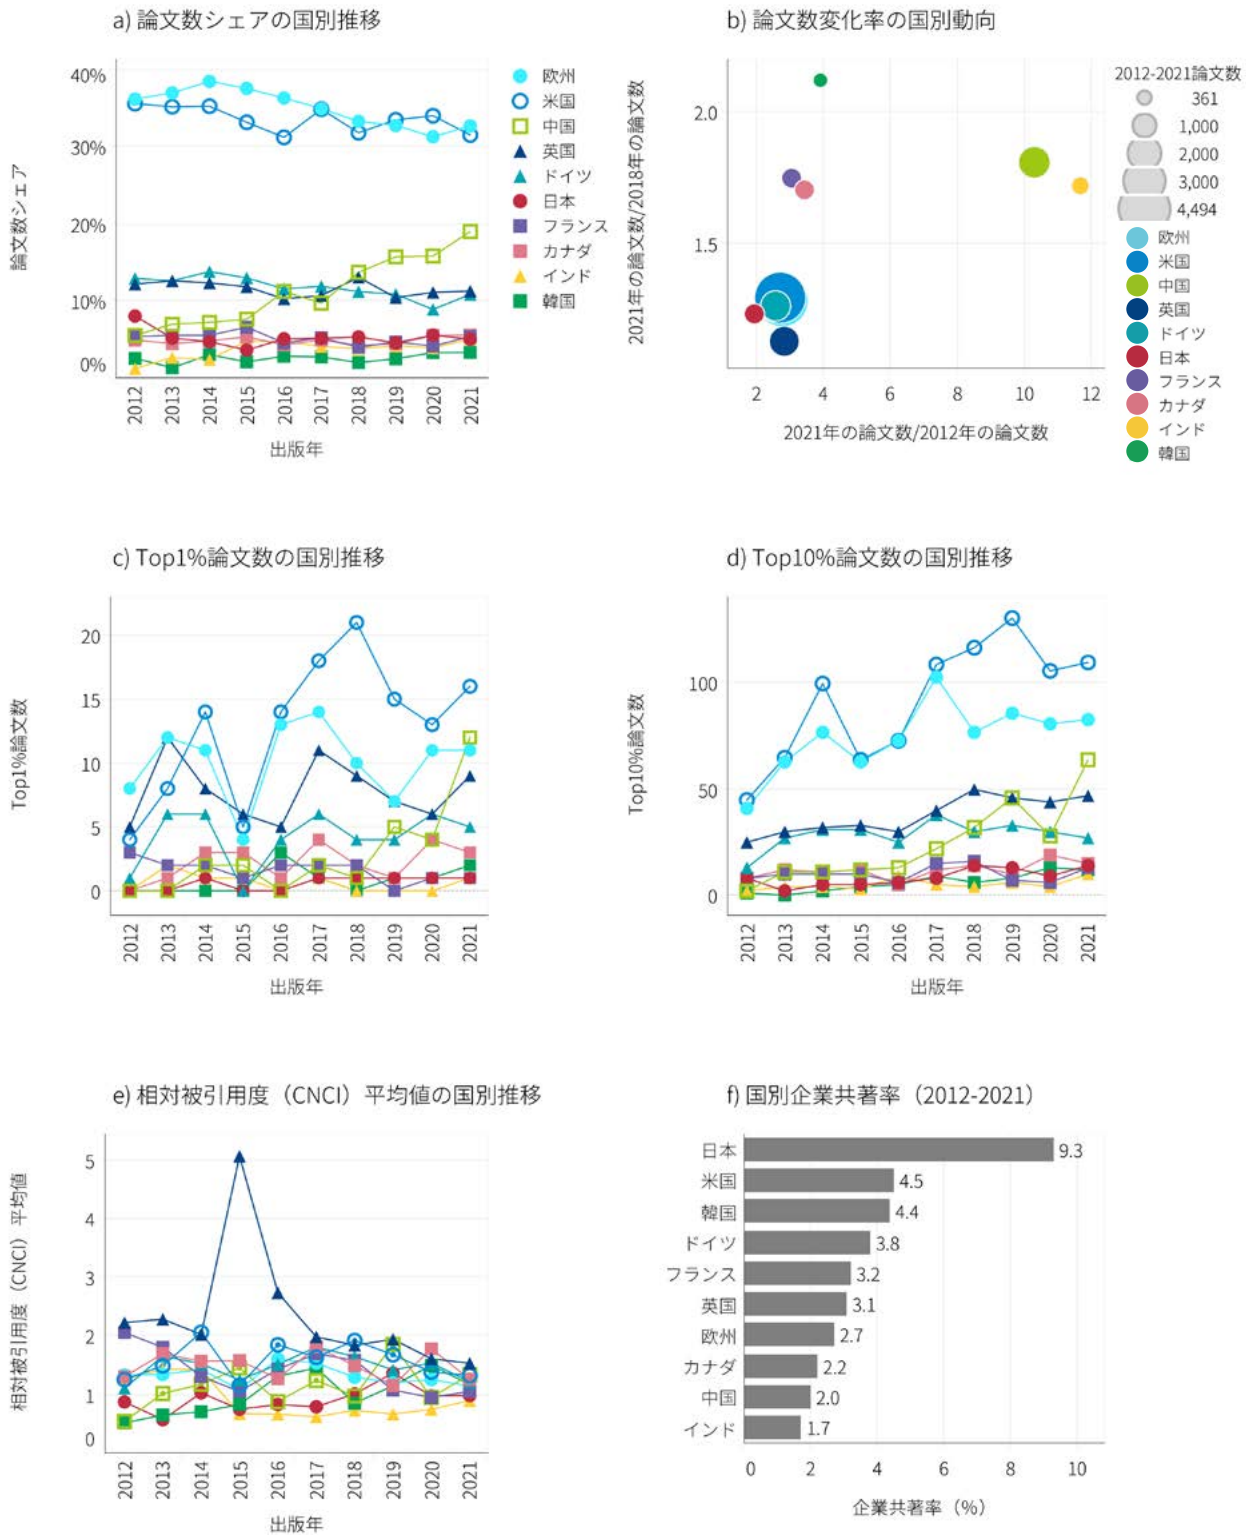 a) 論文数シェアの国別推移
40%
30%
20%
10%
0%
論文数シェア
2012
2013
2014
2015
2016
2017
2018
2019
2020
2021
出版年
欧州
米国
中国
英国
ドイツ
日本
フランス
カナダ
インド
韓国
b) 論文数変化率の国別動向
2.0
1.5
2021年の論文数/2018年の論文数
2
4
6
8
10
12
2021年の論文数/2012年の論文数
2012-2021論文数
361
1,000
2,000
3,000
4,494
欧州
米国
中国
英国
ドイツ
日本
フランス
カナダ
インド
韓国
c) Top1%論文数の国別推移
20
15
10
5
0
Top1%論文数
2012
2013
2014
2015
2016
2017
2018
2019
2020
2021
出版年
d) Top10%論文数の国別推移
100
50
0
Top10%論文数
2012
2013
2014
2015
2016
2017
2018
2019
2020
2021
出版年
e) 相対被引用度（CNCI）平均値の国別推移
5
4
3
2
1
0
相対被引用度（CNCI）平均値
2012
2013
2014
2015
2016
2017
2018
2019
2020
2021
出版年
f) 国別企業共著率（2012-2021）
日本 9.3
米国 4.5
韓国 4.4
ドイツ 3.8
フランス 3.2
英国 3.1
欧州 2.7
カナダ 2.2
中国 2.0
インド 1.7
0
2
4
6
8
10
企業共著率（%）